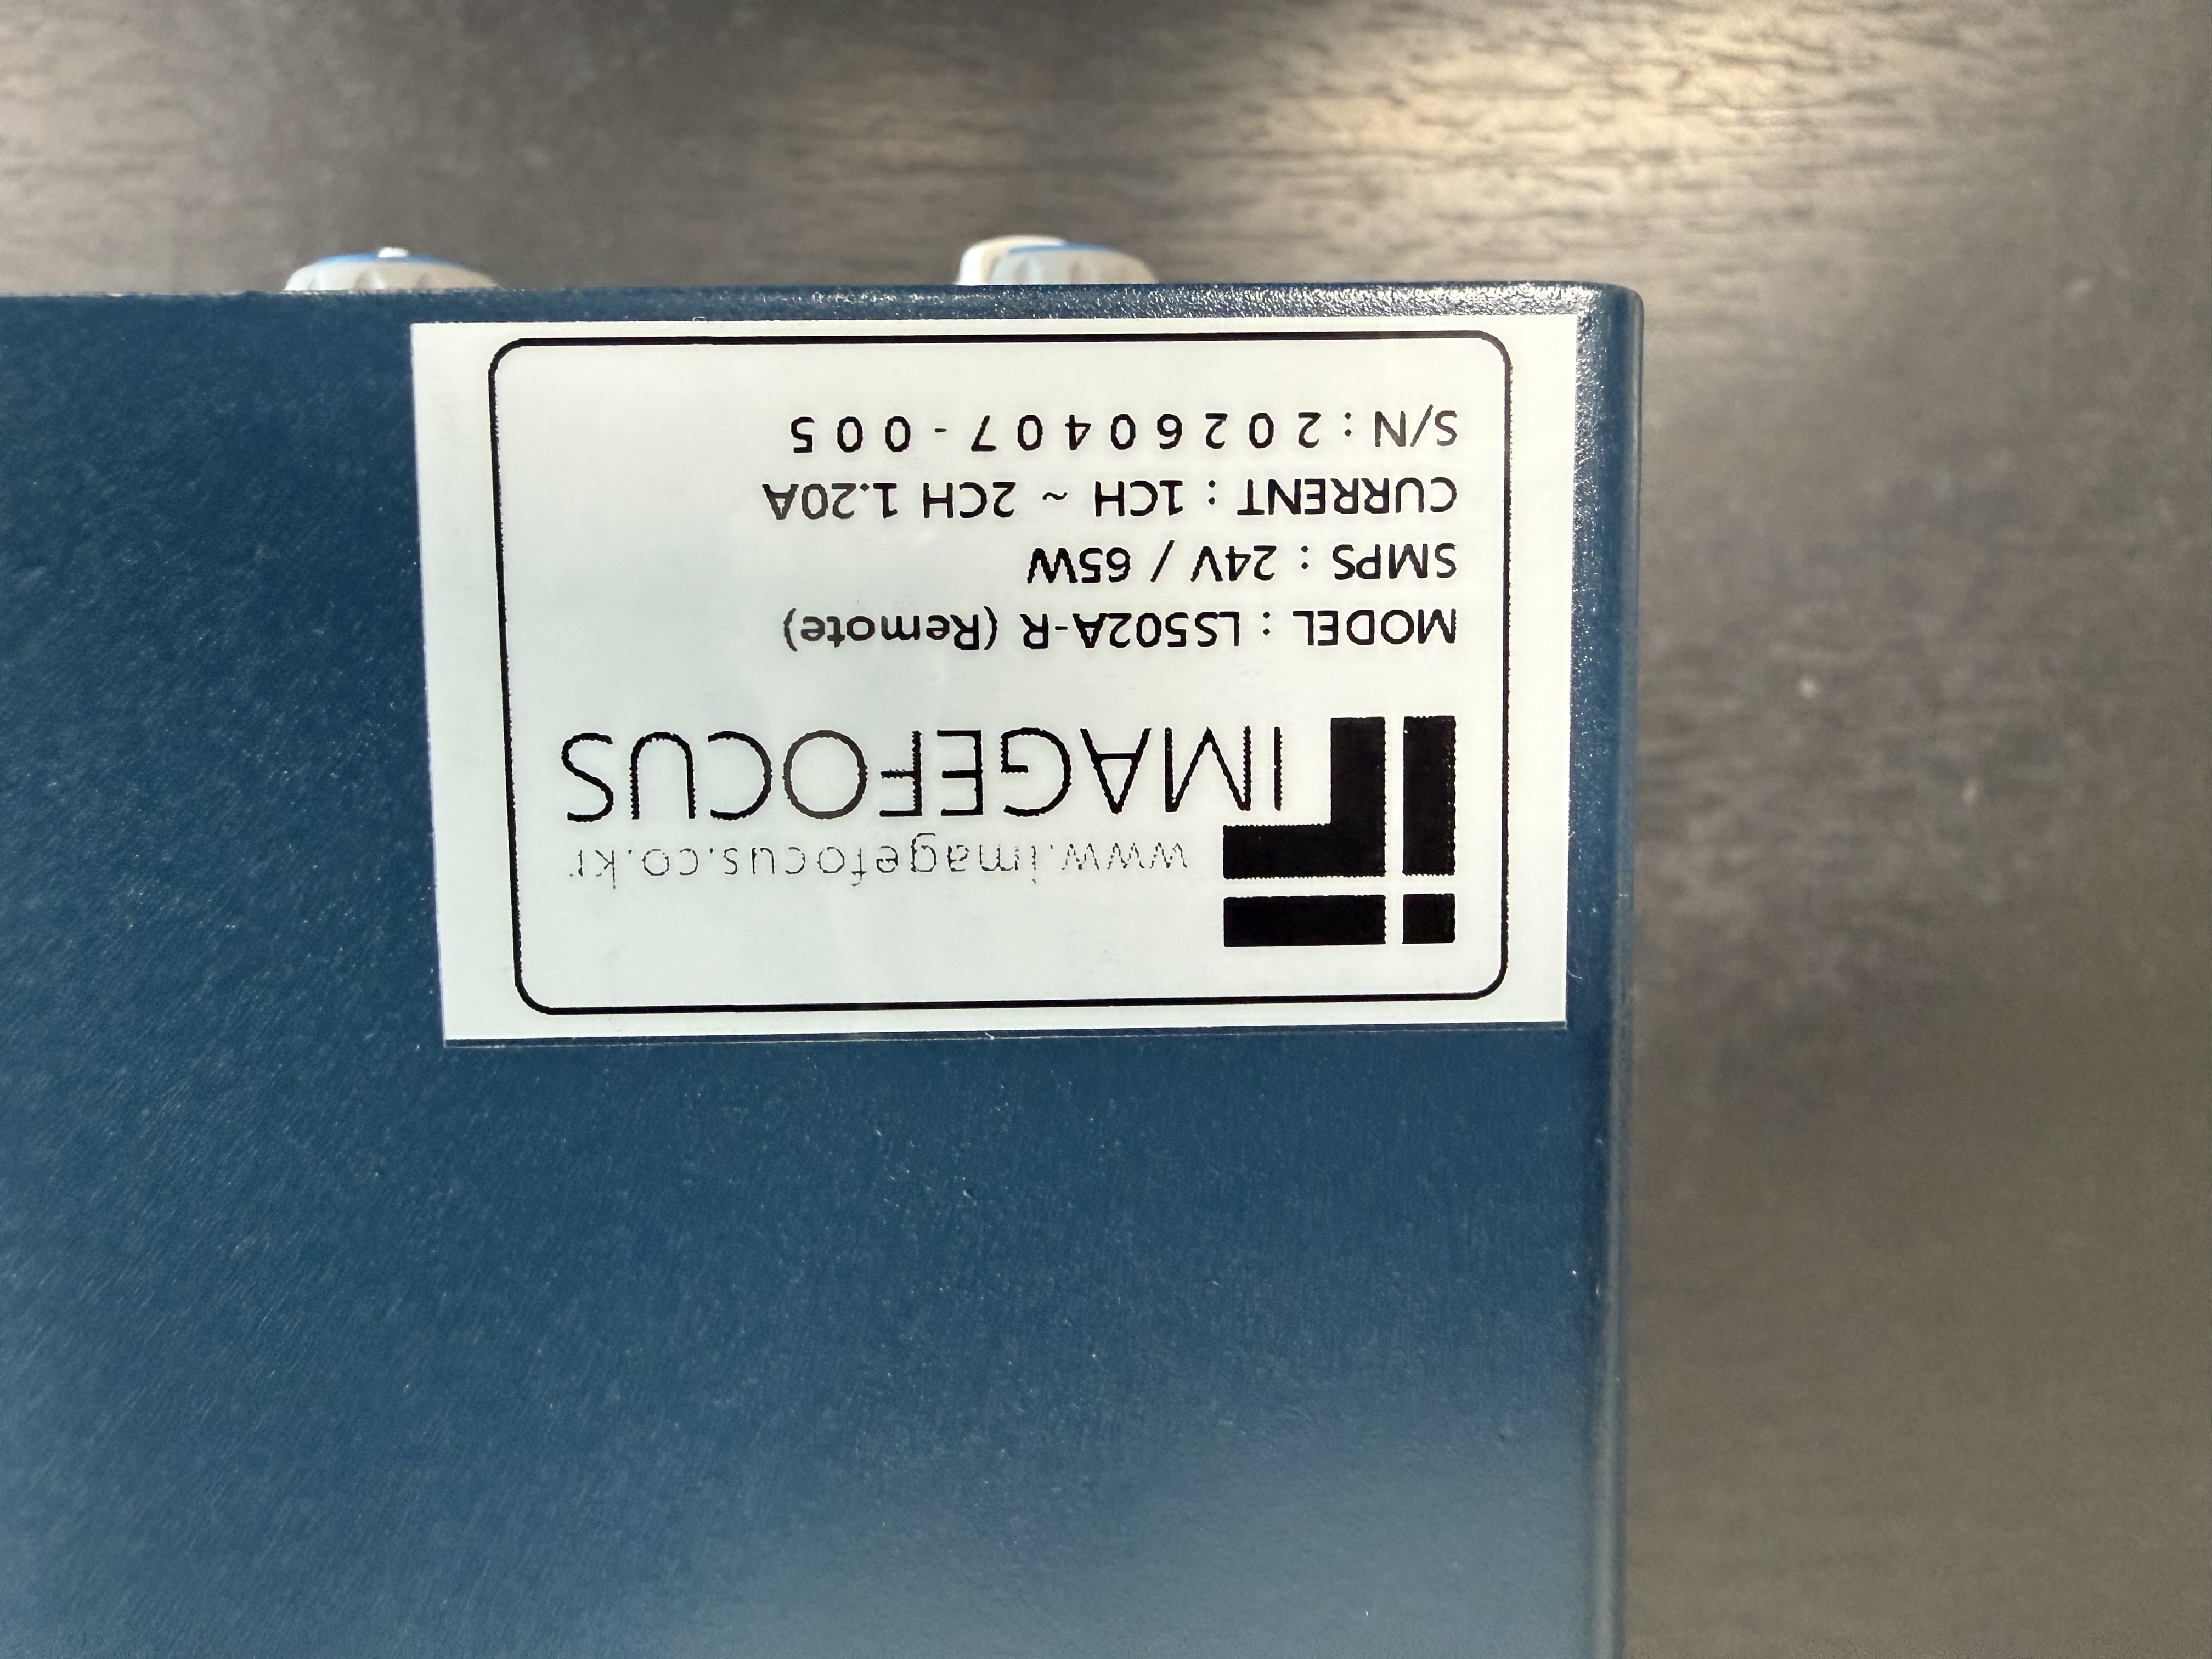 www.imagefocus.co.kr
IMAGEFOCUS
MODEL : LS502A-R (Remote)
SMPS : 24V / 65W
CURRENT : 1CH ~ 2CH 1.20A
S/N : 20260407-005